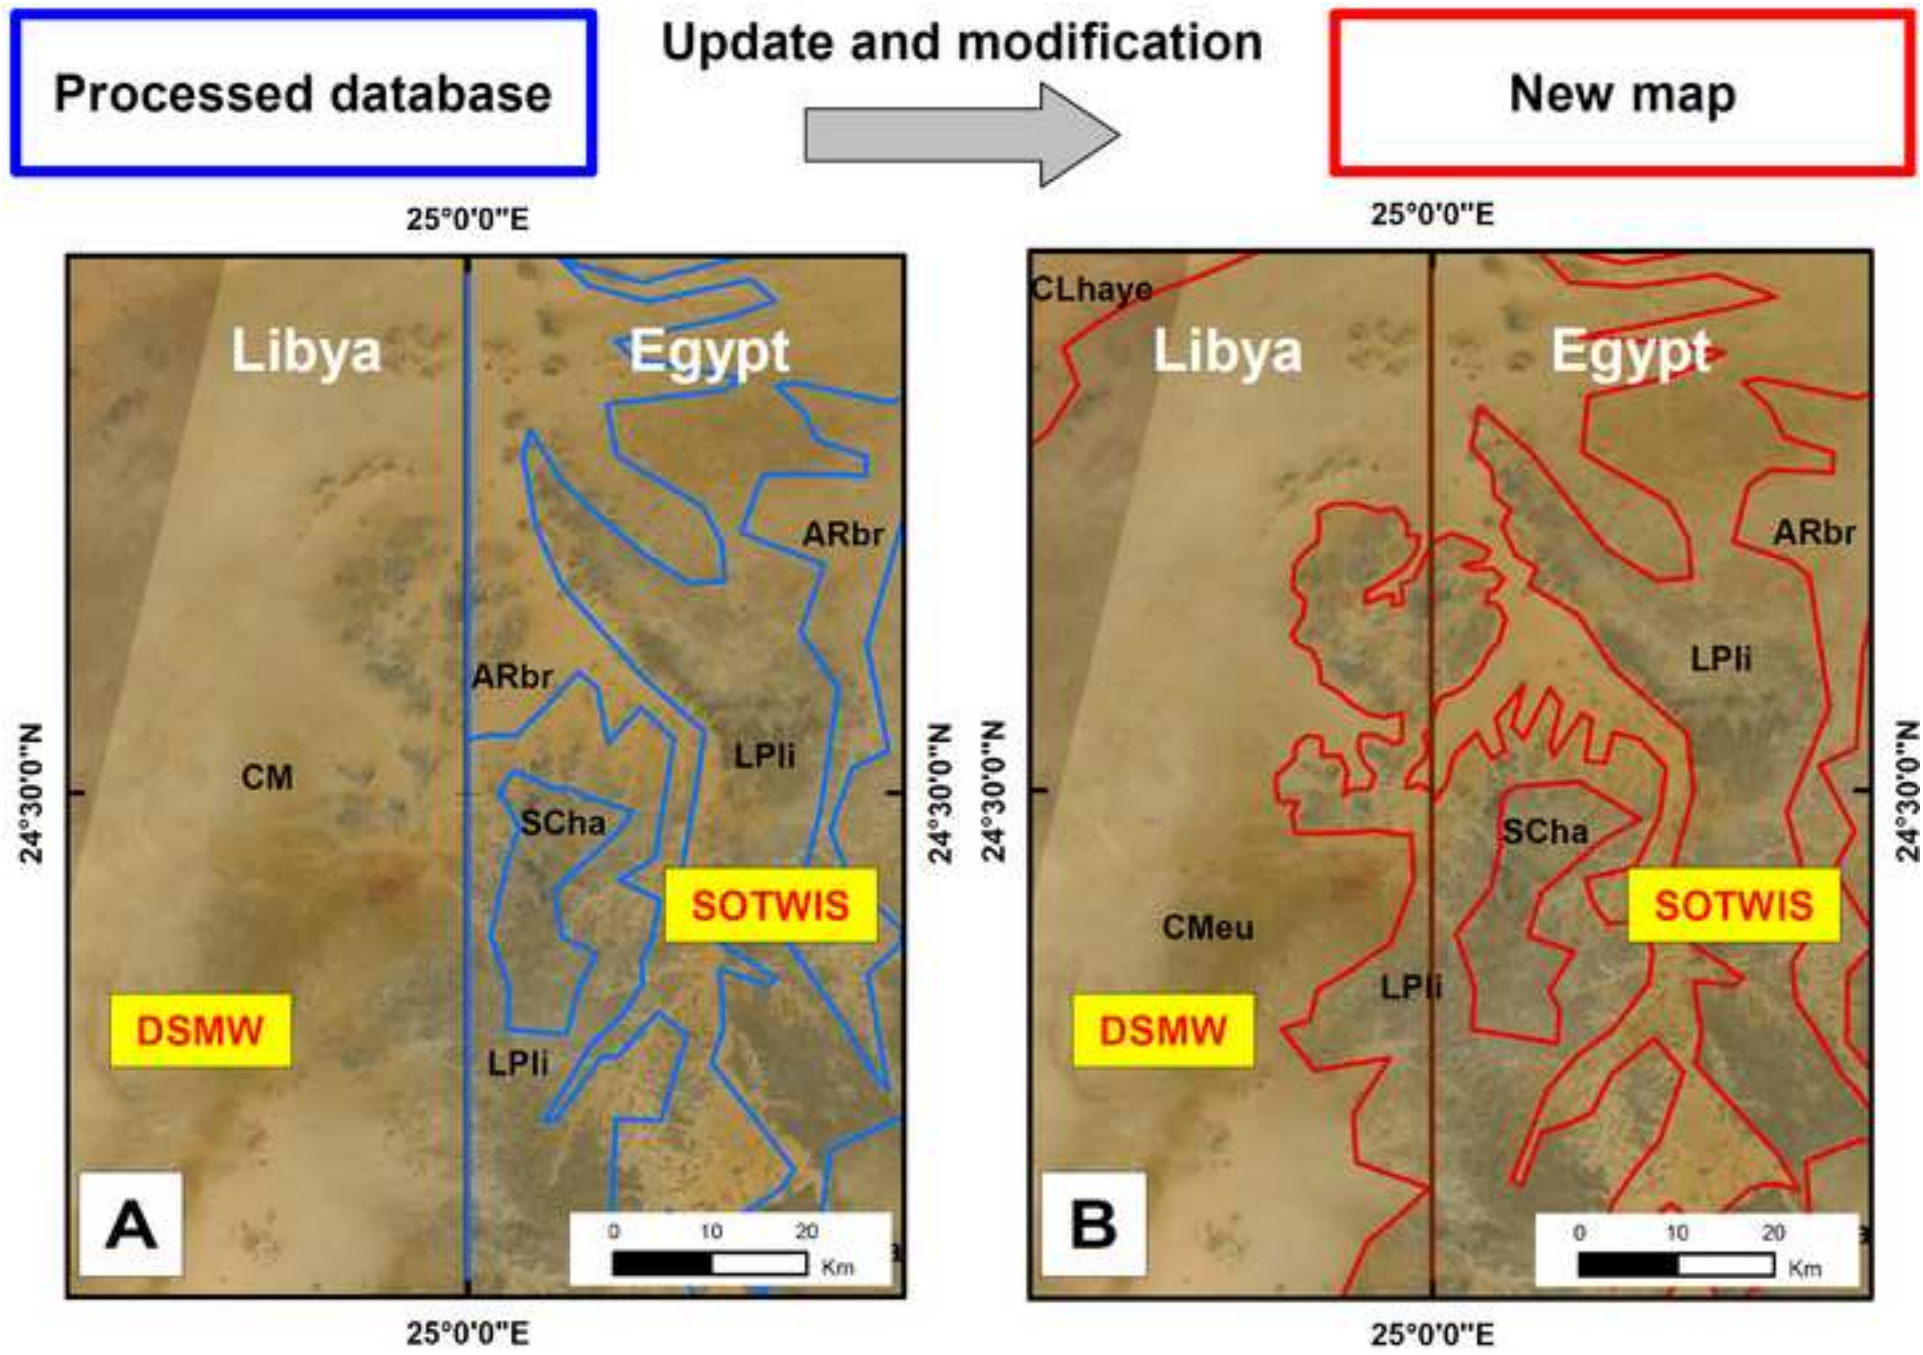 Processed database
Update and modification
New map
25°0'0"E
25°0'0"E
Libya
Egypt
ARbr
ARbr
LPli
CM
SCha
SOTWIS
DSMW
LPli
A
0 10 20
Km
24°30'0"N
24°30'0"N
25°0'0"E
CLhaye
Libya
Egypt
ARbr
LPli
SCha
SOTWIS
CMeu
LPli
DSMW
B
0 10 20
Km
24°30'0"N
24°30'0"N
25°0'0"E